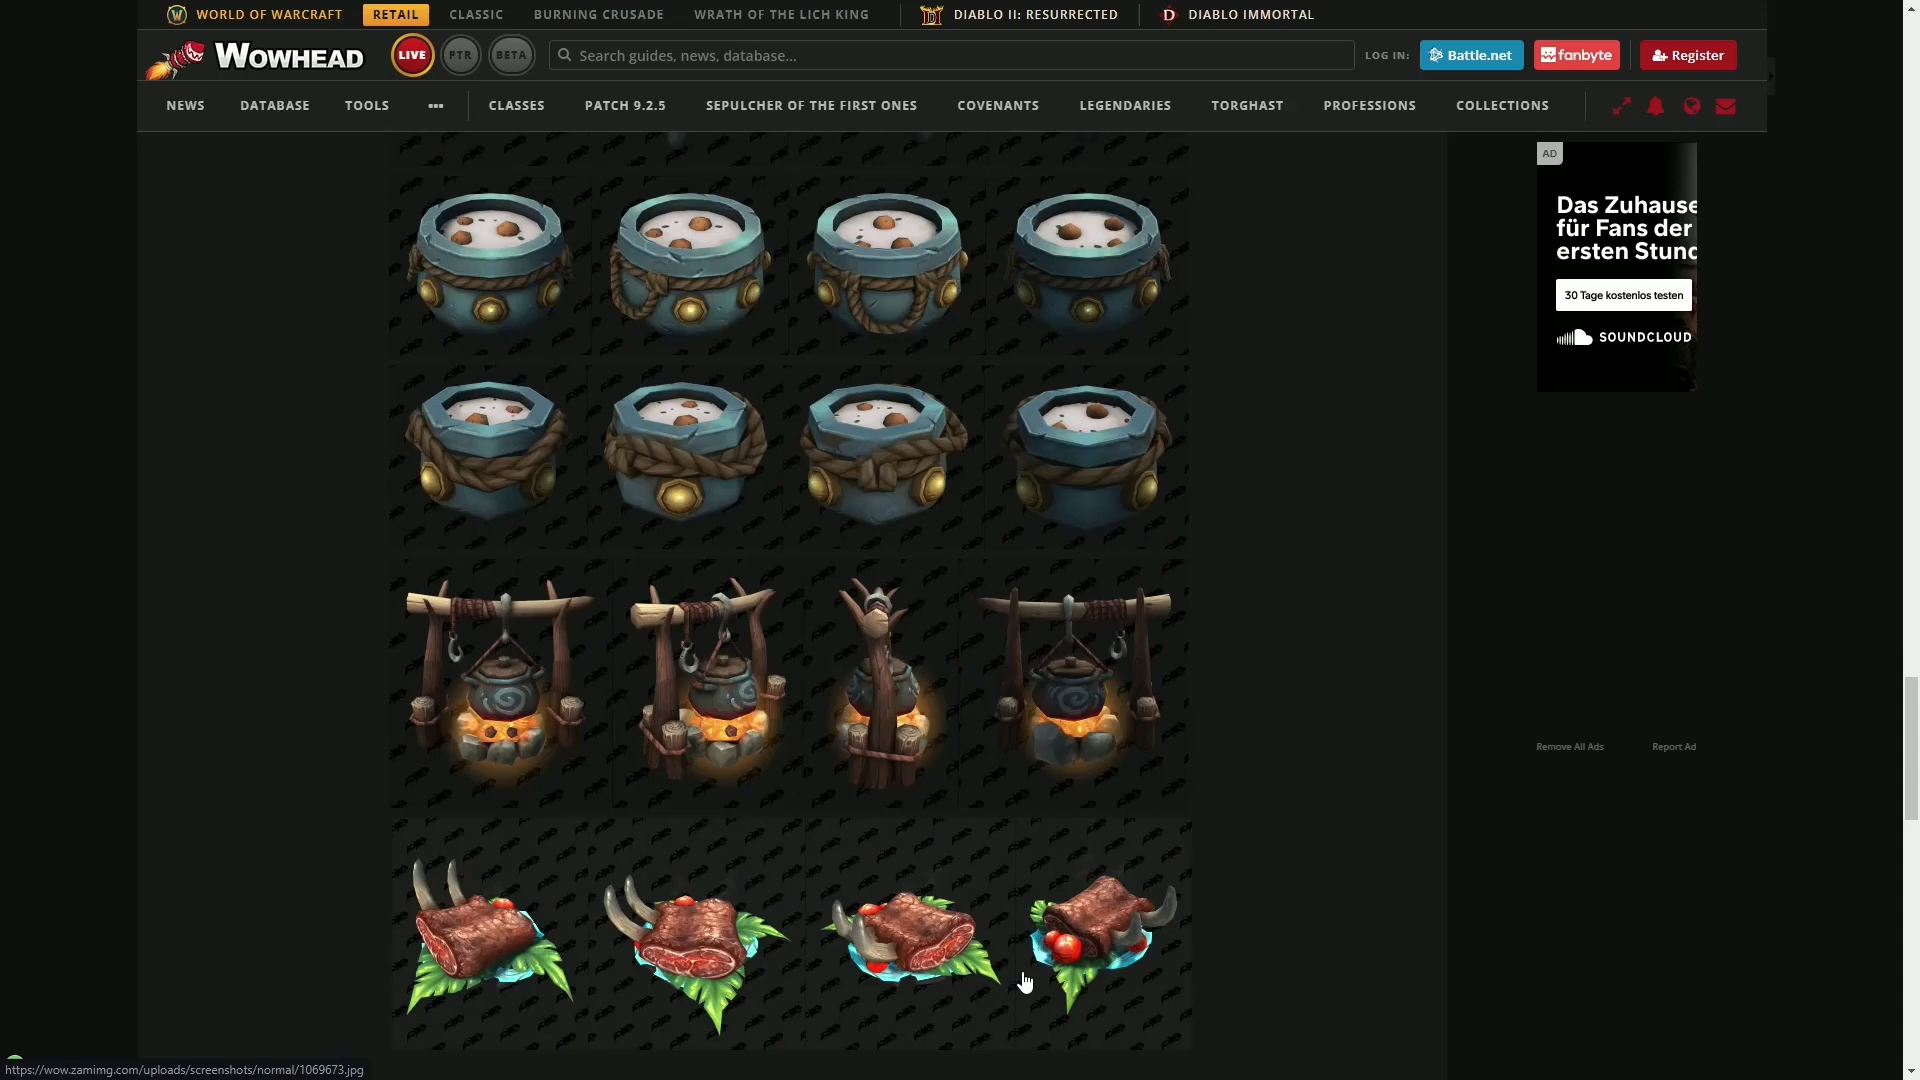 WORLD OF WARCRAFT RETAIL CLASSIC BURNING CRUSADE WRATH OF THE LICH KING DIABLO II: RESURRECTED DIABLO IMMORTAL
WOWHEAD LIVE PTR BETA Search guides, news, database... LOG IN: Battle.net fanbyte Register
NEWS DATABASE TOOLS ••• CLASSES PATCH 9.2.5 SEPULCHER OF THE FIRST ONES COVENANTS LEGENDARIES TORGHAST PROFESSIONS COLLECTIONS
AD
Das Zuhause
für Fans der
ersten Stund
30 Tage kostenlos testen
SOUNDCLOUD
Remove All Ads Report Ad
https://wow.zamimg.com/uploads/screenshots/normal/1069673.jpg